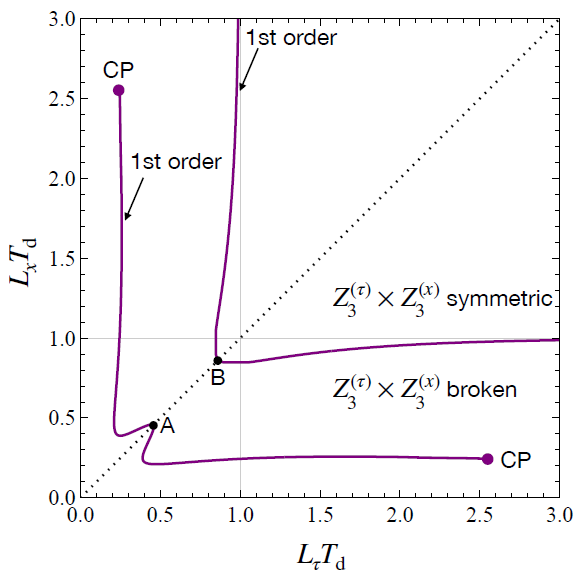 3.0
1st order
CP
2.5
1st order
2.0
L_x T_d
1.5
Z_3^{(τ)} × Z_3^{(x)} symmetric
1.0
B
Z_3^{(τ)} × Z_3^{(x)} broken
0.5
A
CP
0.0
0.0 0.5 1.0 1.5 2.0 2.5 3.0
L_τ T_d